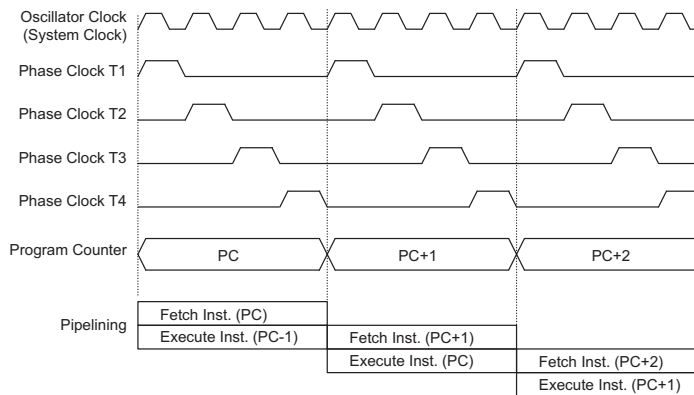 Oscillator Clock
(System Clock)
Phase Clock T1
Phase Clock T2
Phase Clock T3
Phase Clock T4
Program Counter
PC
PC+1
PC+2
Pipelining
Fetch Inst. (PC)
Execute Inst. (PC-1)
Fetch Inst. (PC+1)
Execute Inst. (PC)
Fetch Inst. (PC+2)
Execute Inst. (PC+1)